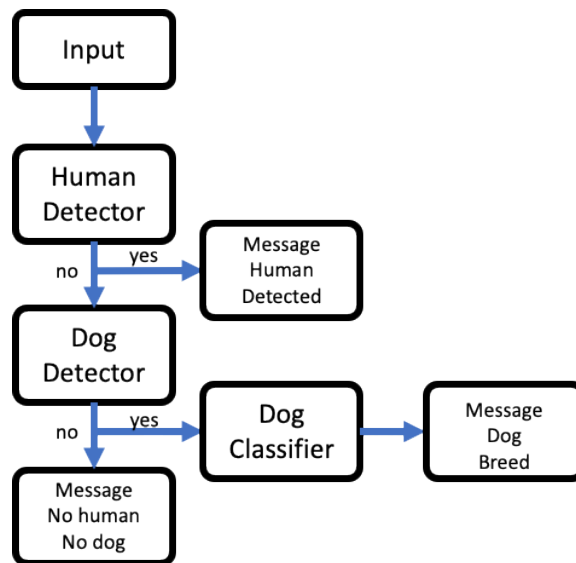 Input
Human
Detector
yes
no
Message
Human
Detected
Dog
Detector
yes
no
Dog
Classifier
Message
Dog
Breed
Message
No human
No dog